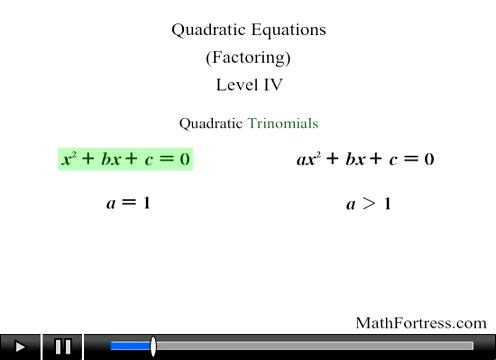 Quadratic Equations
(Factoring)
Level IV
Quadratic Trinomials
x² + bx + c = 0
ax² + bx + c = 0
a = 1
a > 1
MathFortress.com